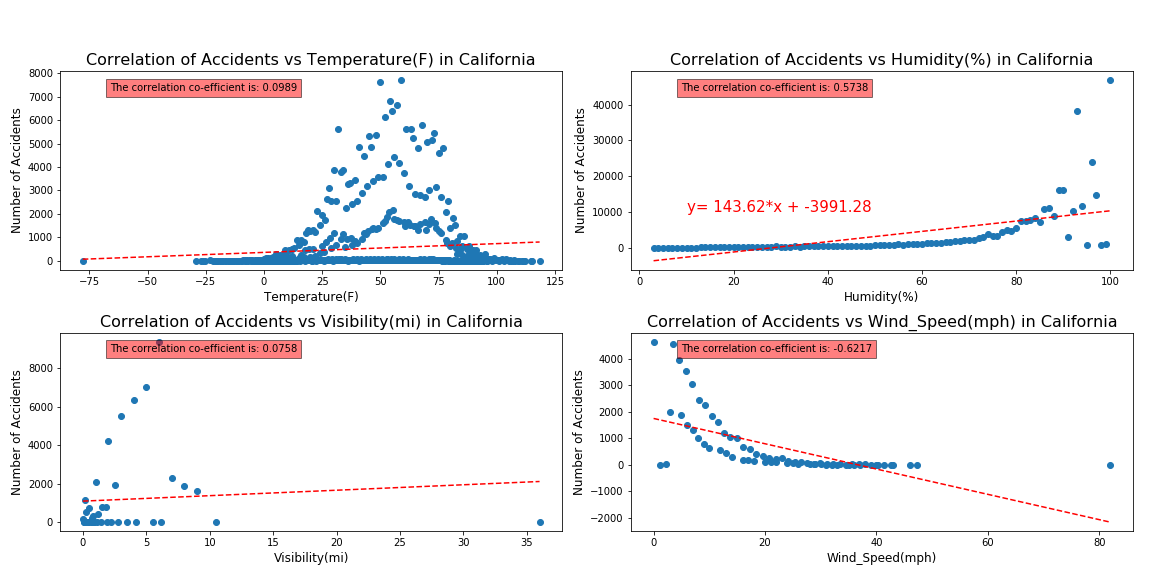 Correlation of Accidents vs Temperature(F) in California
The correlation co-efficient is: 0.0989
Number of Accidents
8000
7000
6000
5000
4000
3000
2000
1000
0
−75 −50 −25 0 25 50 75 100 125
Temperature(F)
Correlation of Accidents vs Humidity(%) in California
The correlation co-efficient is: 0.5738
y= 143.62*x + -3991.28
Number of Accidents
40000
30000
20000
10000
0
0 20 40 60 80 100
Humidity(%)
Correlation of Accidents vs Visibility(mi) in California
The correlation co-efficient is: 0.0758
Number of Accidents
8000
6000
4000
2000
0
0 5 10 15 20 25 30 35
Visibility(mi)
Correlation of Accidents vs Wind_Speed(mph) in California
The correlation co-efficient is: -0.6217
Number of Accidents
4000
3000
2000
1000
0
−1000
−2000
0 20 40 60 80
Wind_Speed(mph)